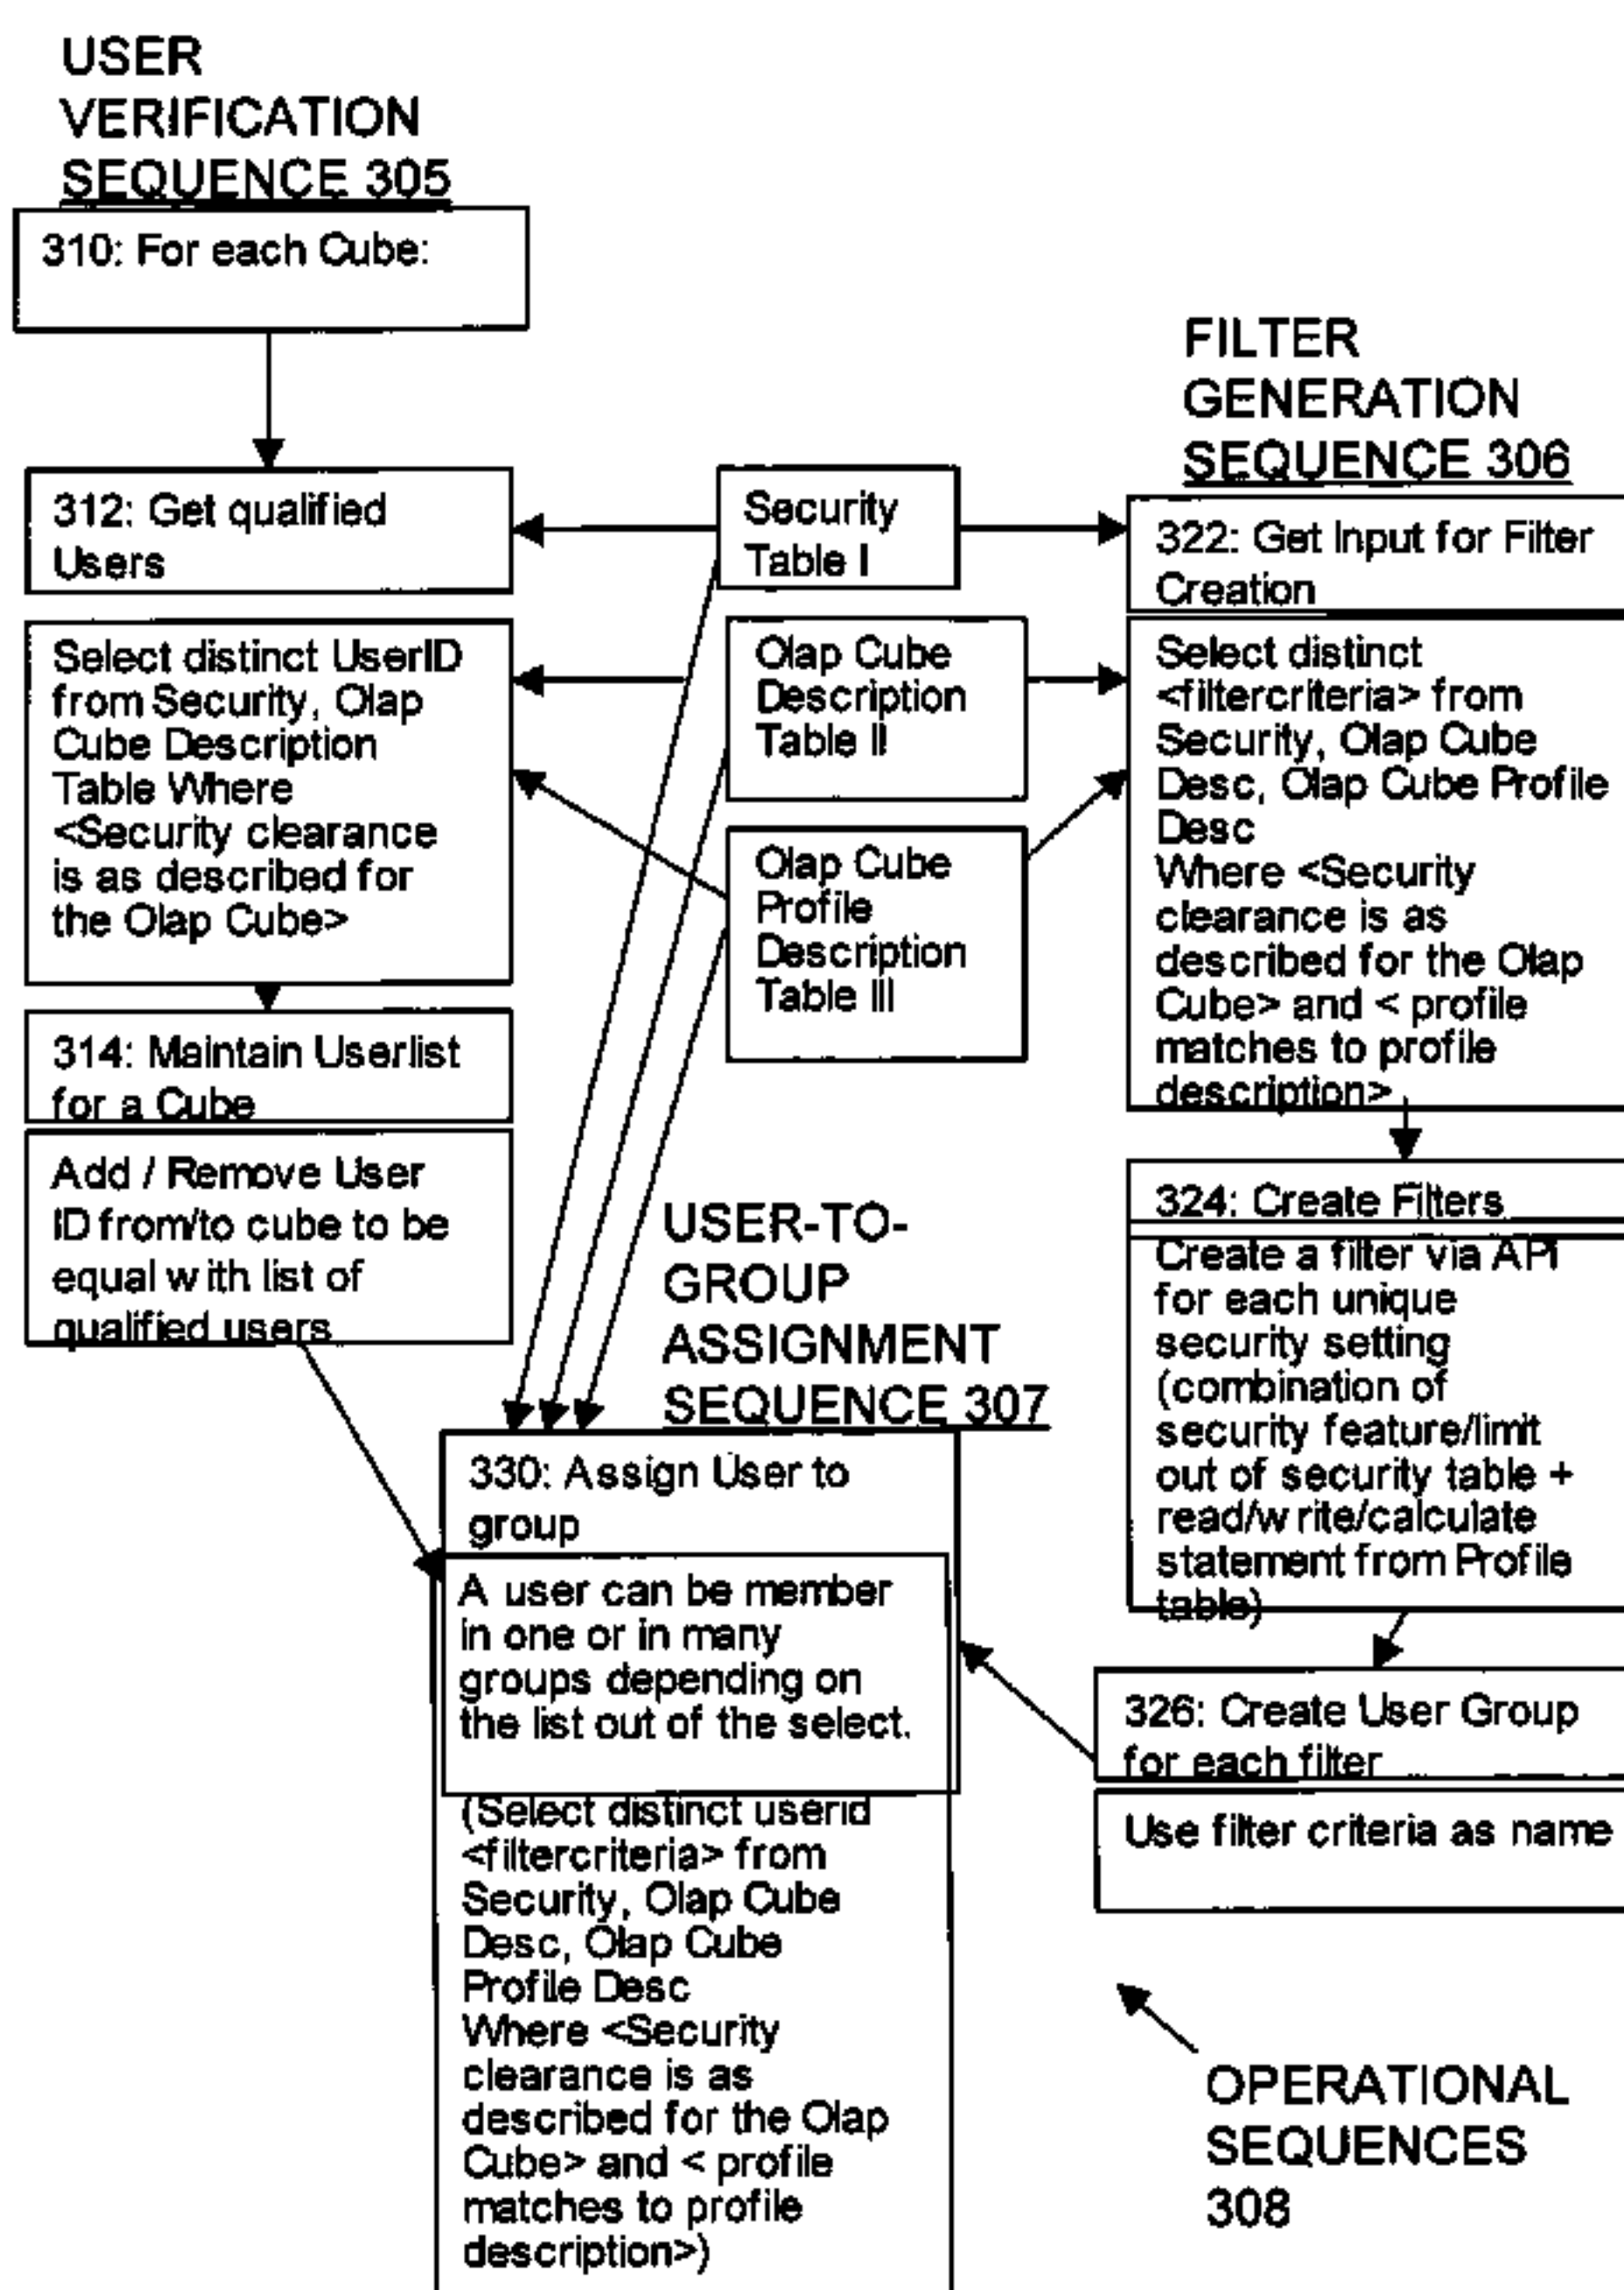 USER
VERIFICATION
SEQUENCE 305
310: For each Cube:
312: Get qualified
Users
Select distinct UserID
from Security, Olap
Cube Description
Table Where
<Security clearance
is as described for
the Olap Cube>
314: Maintain Userlist
for a Cube
Add / Remove User
ID from/to cube to be
equal with list of
qualified users
Security
Table I
Olap Cube
Description
Table II
Olap Cube
Profile
Description
Table III
FILTER
GENERATION
SEQUENCE 306
322: Get Input for Filter
Creation
Select distinct
<filtercriteria> from
Security, Olap Cube
Desc, Olap Cube Profile
Desc
Where <Security
clearance is as
described for the Olap
Cube> and < profile
matches to profile
description>
324: Create Filters
Create a filter via API
for each unique
security setting
(combination of
security feature/limit
out of security table +
read/write/calculate
statement from Profile
table)
326: Create User Group
for each filter
Use filter criteria as name
USER-TO-
GROUP
ASSIGNMENT
SEQUENCE 307
330: Assign User to
group
A user can be member
in one or in many
groups depending on
the list out of the select.
(Select distinct userid
<filtercriteria> from
Security, Olap Cube
Desc, Olap Cube
Profile Desc
Where <Security
clearance is as
described for the Olap
Cube> and < profile
matches to profile
description>)
OPERATIONAL
SEQUENCES
308